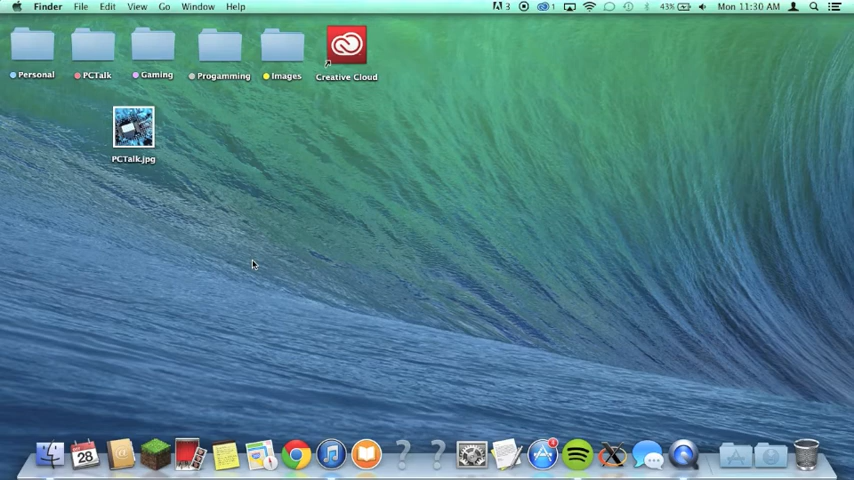 Finder File Edit View Go Window Help 3 1 43% Mon 11:30 AM
Personal PCTalk Gaming Progamming Images Creative Cloud
PCTalk.jpg
28